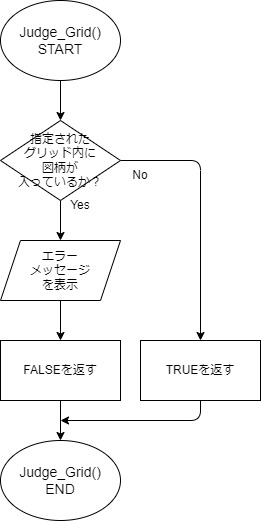 Judge_Grid()
START
指定された
グリッド内に
図柄が
入っているか？
No
Yes
エラー
メッセージ
を表示
FALSEを返す
TRUEを返す
Judge_Grid()
END